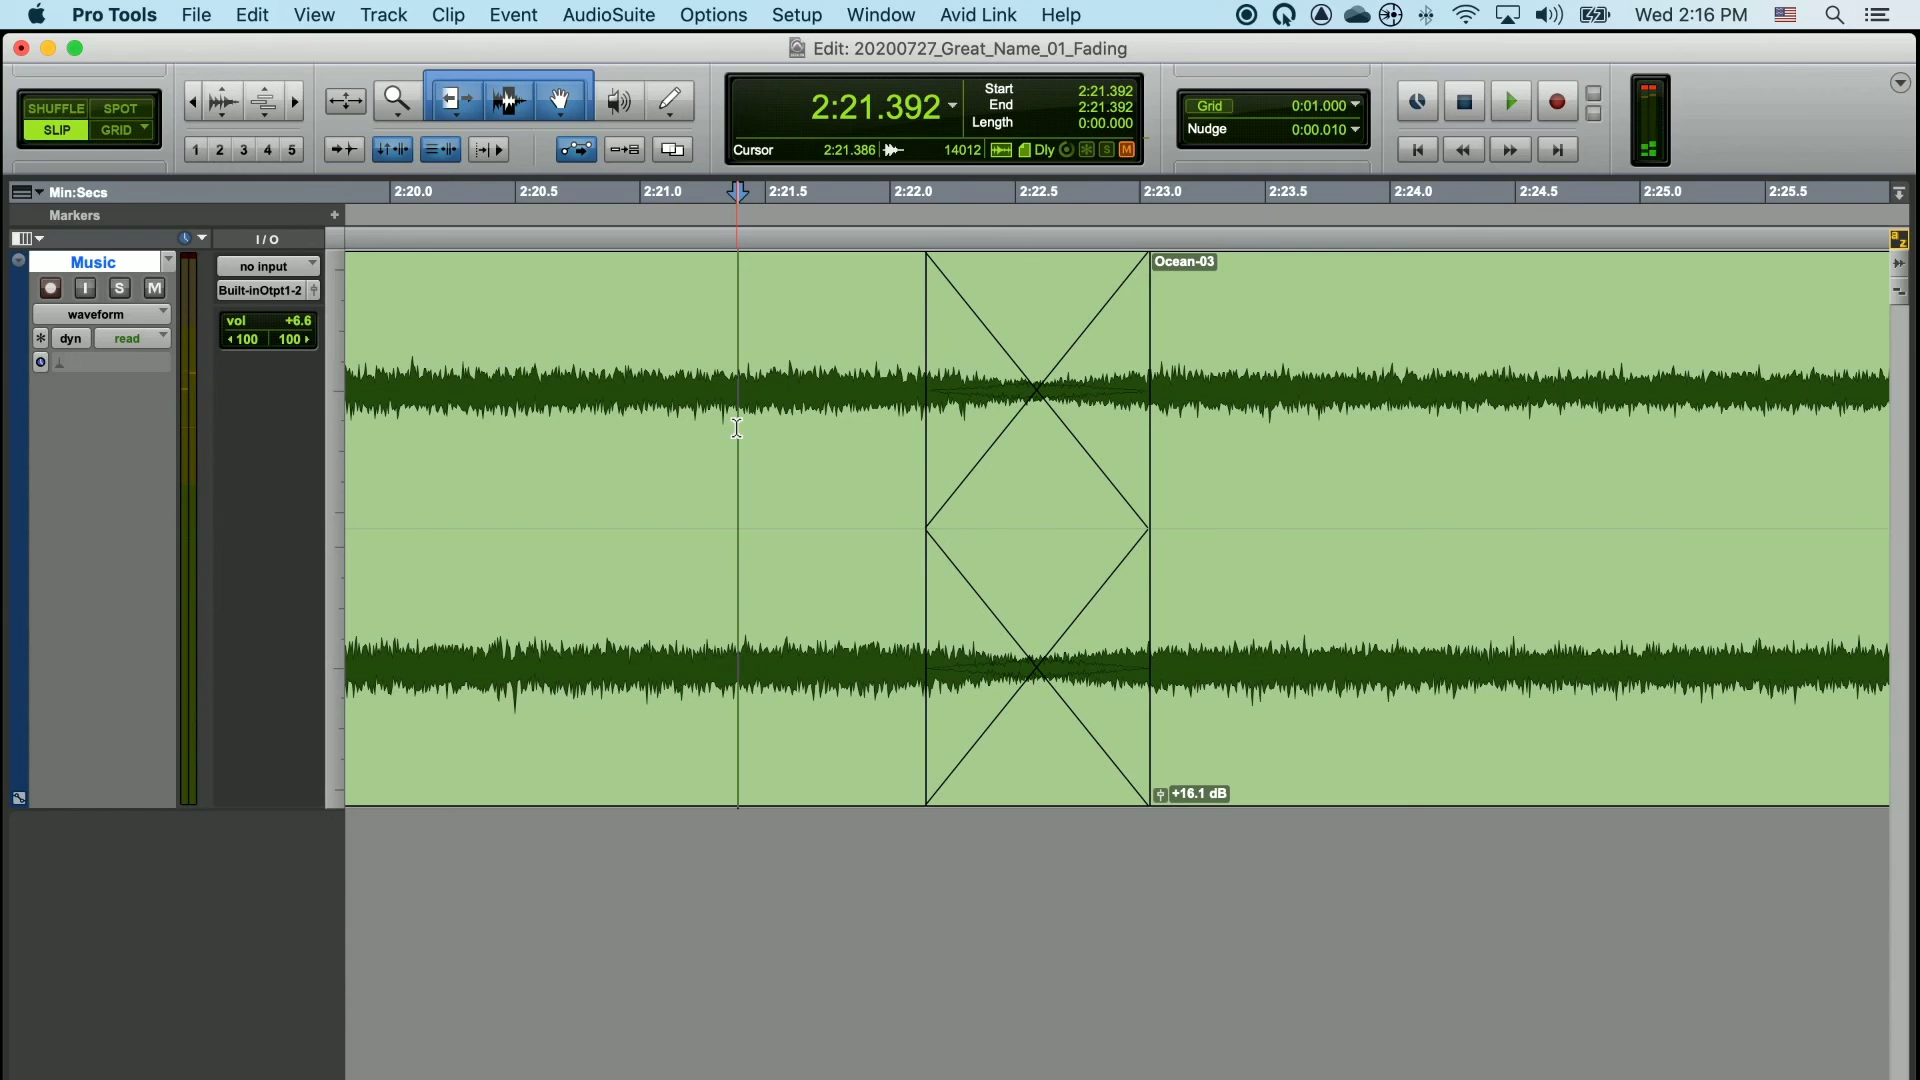 Pro Tools File Edit View Track Clip Event AudioSuite Options Setup Window Avid Link Help Wed 2:16 PM
Edit: 20200727_Great_Name_01_Fading
SHUFFLE SPOT
SLIP GRID
1 2 3 4 5
2:21.392
Start 2:21.392
End 2:21.392
Length 0:00.000
Cursor 2:21.386 14012 Dly S M
Grid 0:01.000
Nudge 0:00.010
Min:Secs 2:20.0 2:20.5 2:21.0 2:21.5 2:22.0 2:22.5 2:23.0 2:23.5 2:24.0 2:24.5 2:25.0 2:25.5
Markers +
I / O
a z
Music
no input
I S M
Built-inOtpt1-2
waveform
vol +6.6
dyn read
100 100
Ocean-03
+16.1 dB